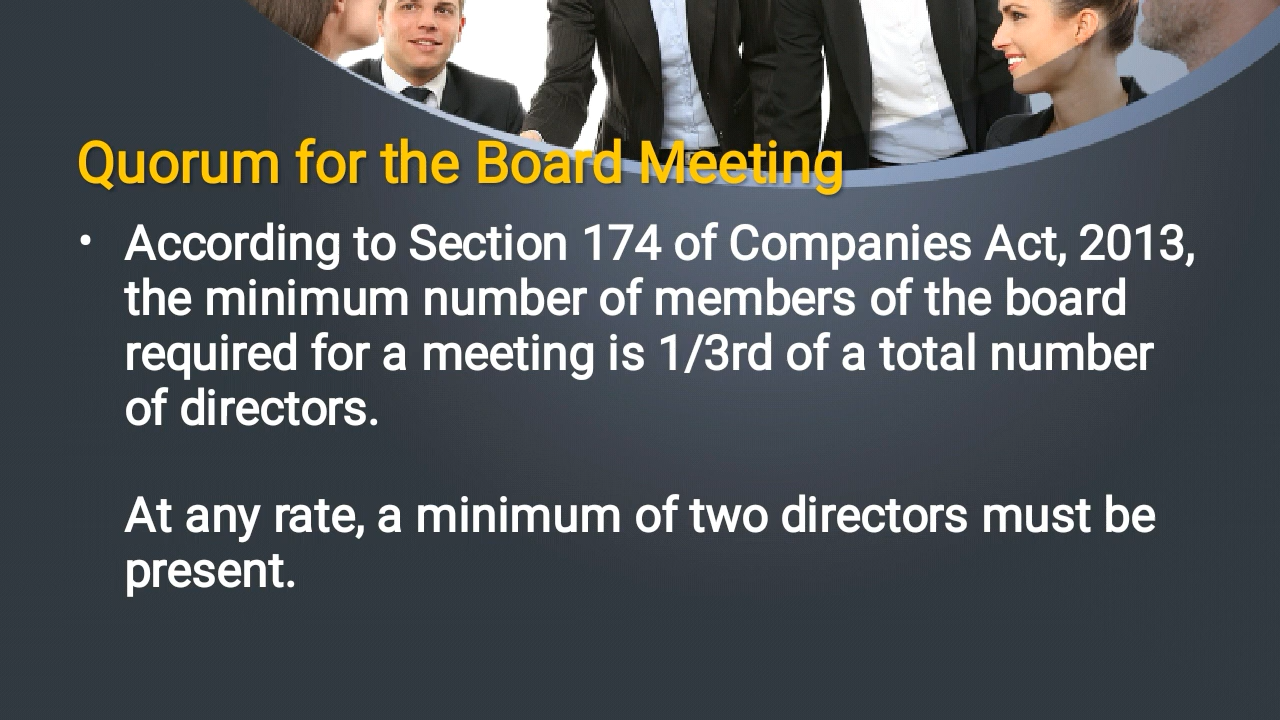 Quorum for the Board Meeting
• According to Section 174 of Companies Act, 2013,
the minimum number of members of the board
required for a meeting is 1/3rd of a total number
of directors.
At any rate, a minimum of two directors must be
present.